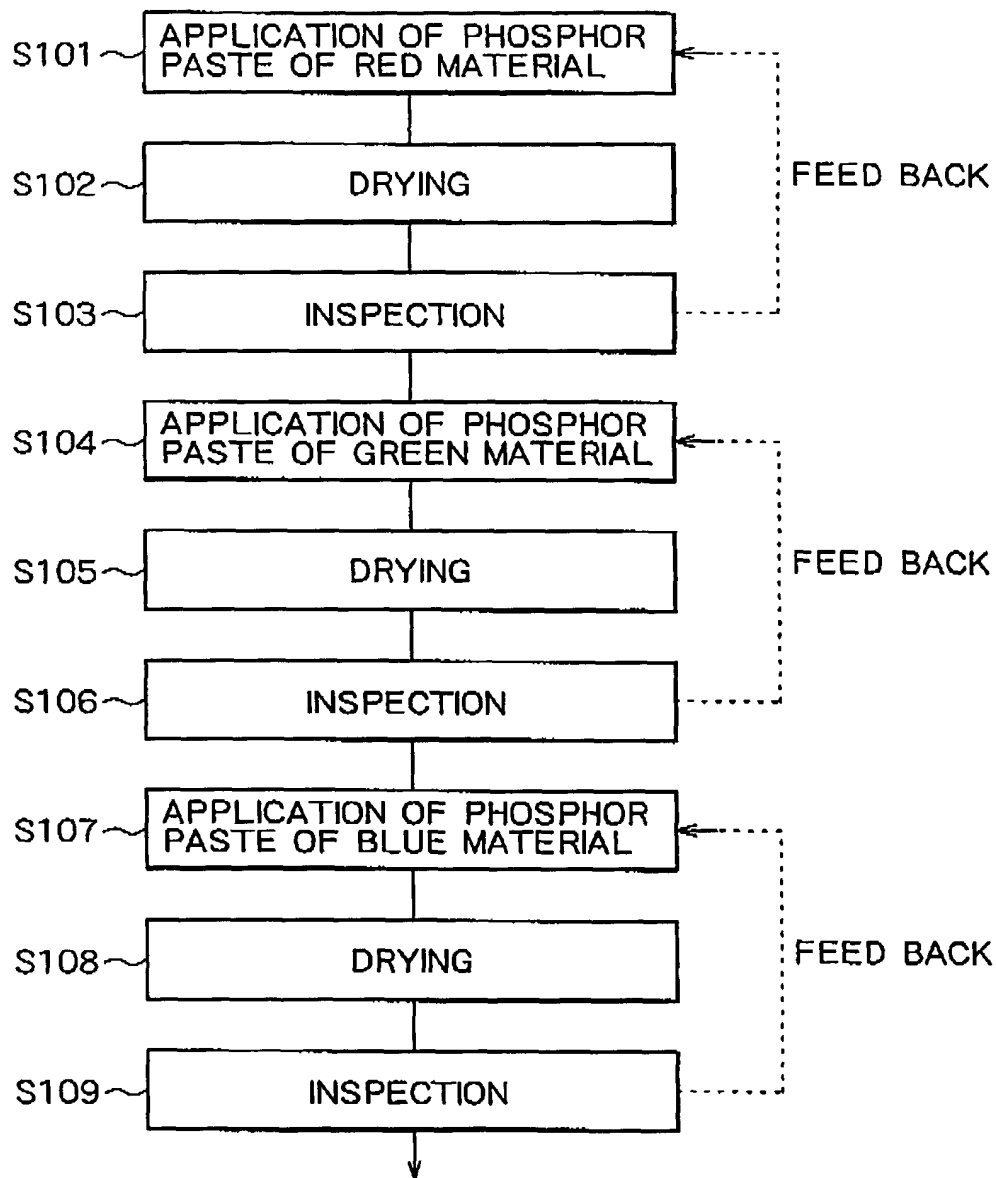 S101
APPLICATION OF PHOSPHOR
PASTE OF RED MATERIAL
S102
DRYING
FEED BACK
S103
INSPECTION
S104
APPLICATION OF PHOSPHOR
PASTE OF GREEN MATERIAL
S105
DRYING
FEED BACK
S106
INSPECTION
S107
APPLICATION OF PHOSPHOR
PASTE OF BLUE MATERIAL
S108
DRYING
FEED BACK
S109
INSPECTION